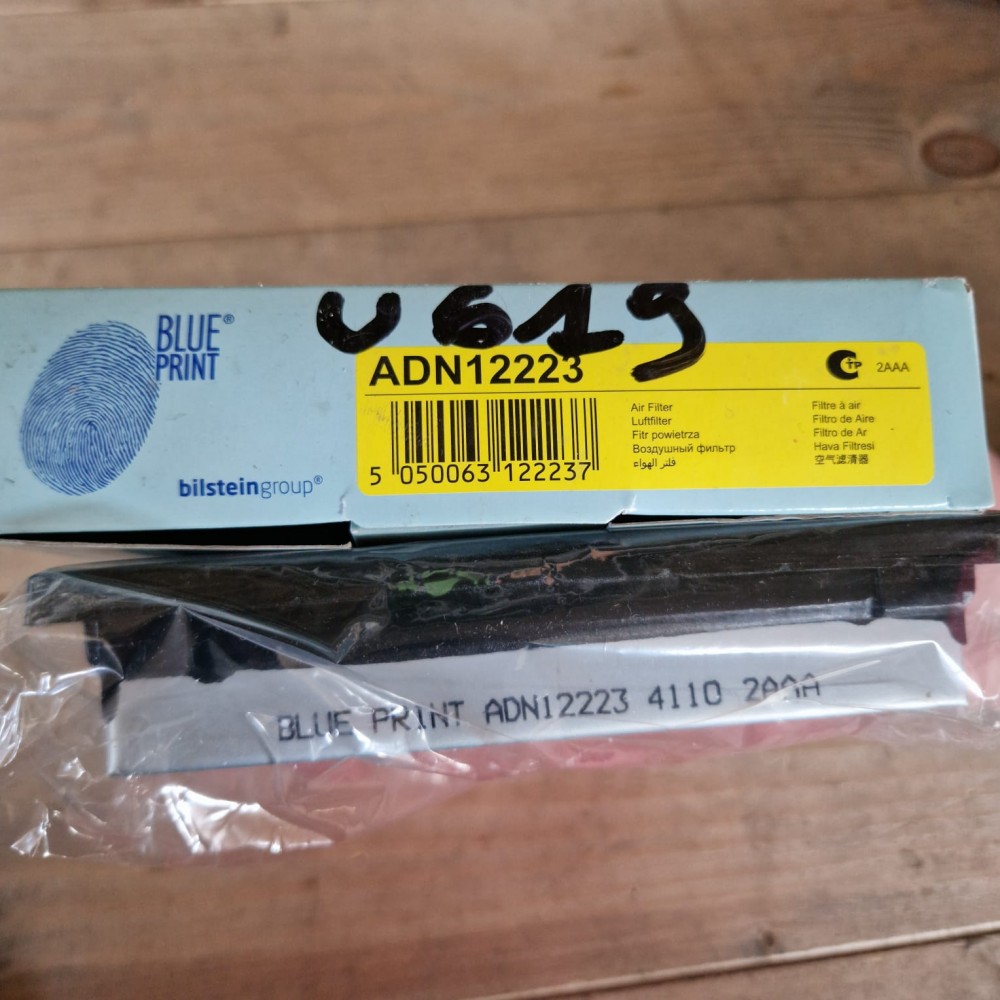 U619
BLUE®
PRINT
bilsteingroup®
ADN12223
TP
2AAA
5 050063 122237
Air Filter
Luftfilter
Fitr powietrza
Воздушный фильтр
فلتر الهواء
Filtre à air
Filtro de Aire
Filtro de Ar
Hava Filtresi
空气滤清器
BLUE PRINT ADN12223 4110 2AAA